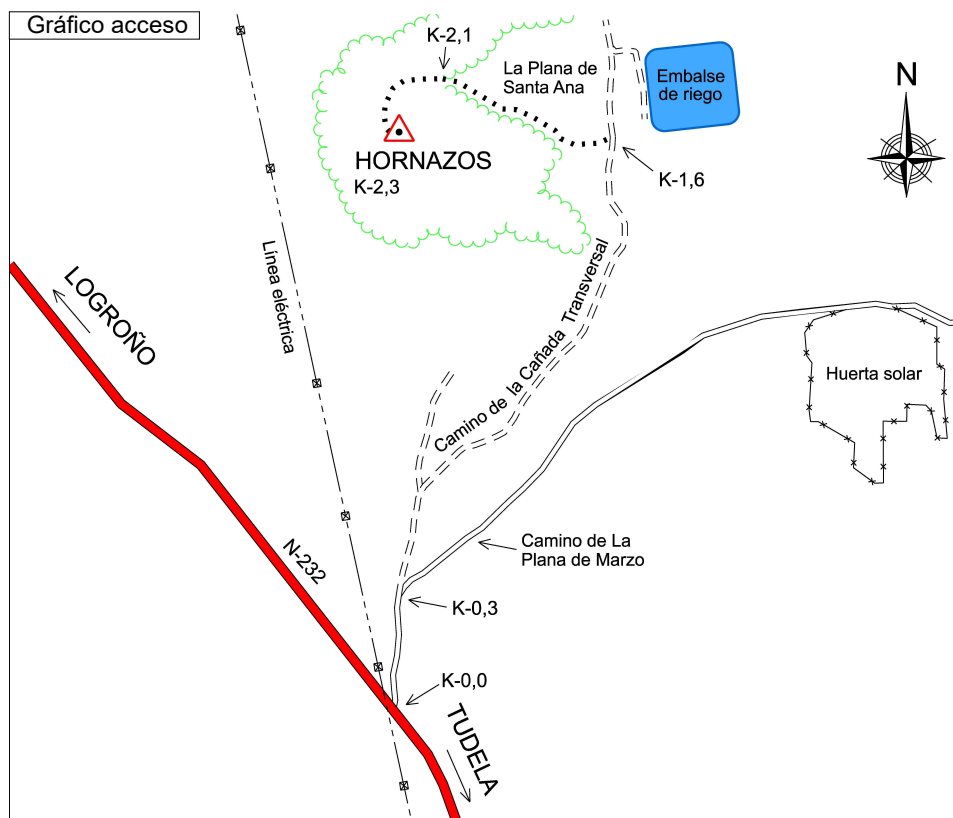 Gráfico acceso
K-2,1
La Plana de
Santa Ana
Embalse
de riego
N
HORNAZOS
K-2,3
K-1,6
Línea eléctrica
LOGROÑO
Camino de la Cañada Transversal
Huerta solar
N-232
Camino de La
Plana de Marzo
K-0,3
K-0,0
TUDELA